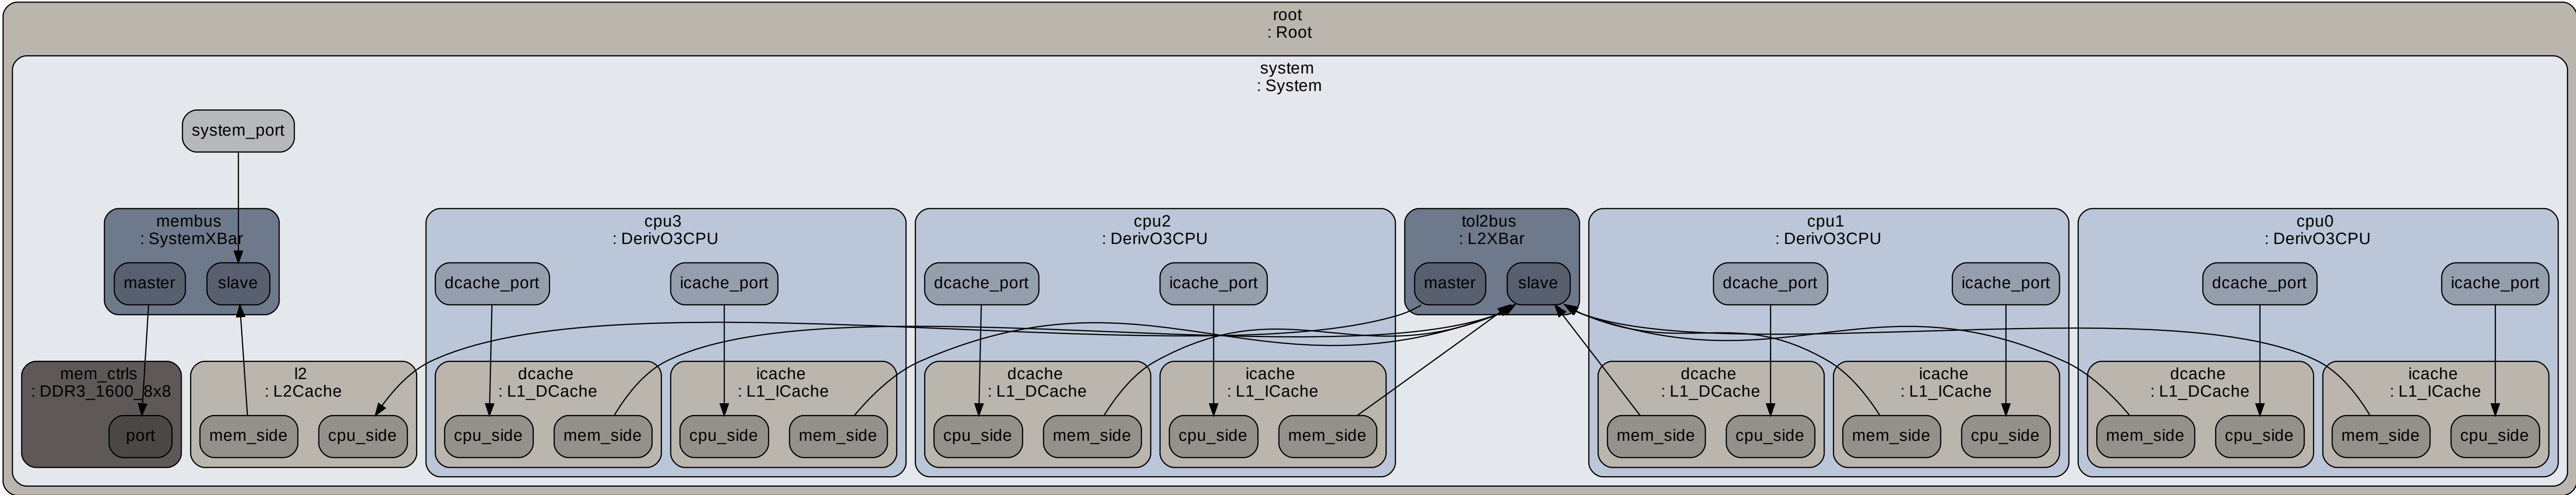 root
: Root
system
: System
system_port
membus
: SystemXBar
master
slave
cpu3
: DerivO3CPU
dcache_port
icache_port
cpu2
: DerivO3CPU
dcache_port
icache_port
tol2bus
: L2XBar
master
slave
cpu1
: DerivO3CPU
dcache_port
icache_port
cpu0
: DerivO3CPU
dcache_port
icache_port
mem_ctrls
: DDR3_1600_8x8
port
l2
: L2Cache
mem_side
cpu_side
dcache
: L1_DCache
cpu_side
mem_side
icache
: L1_ICache
cpu_side
mem_side
dcache
: L1_DCache
cpu_side
mem_side
icache
: L1_ICache
cpu_side
mem_side
dcache
: L1_DCache
mem_side
cpu_side
icache
: L1_ICache
mem_side
cpu_side
dcache
: L1_DCache
mem_side
cpu_side
icache
: L1_ICache
mem_side
cpu_side